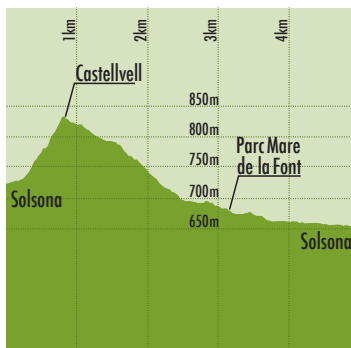 1km
2km
3km
4km
Castellvell
850m
800m
750m
700m
650m
Parc Mare
de la Font
Solsona
Solsona